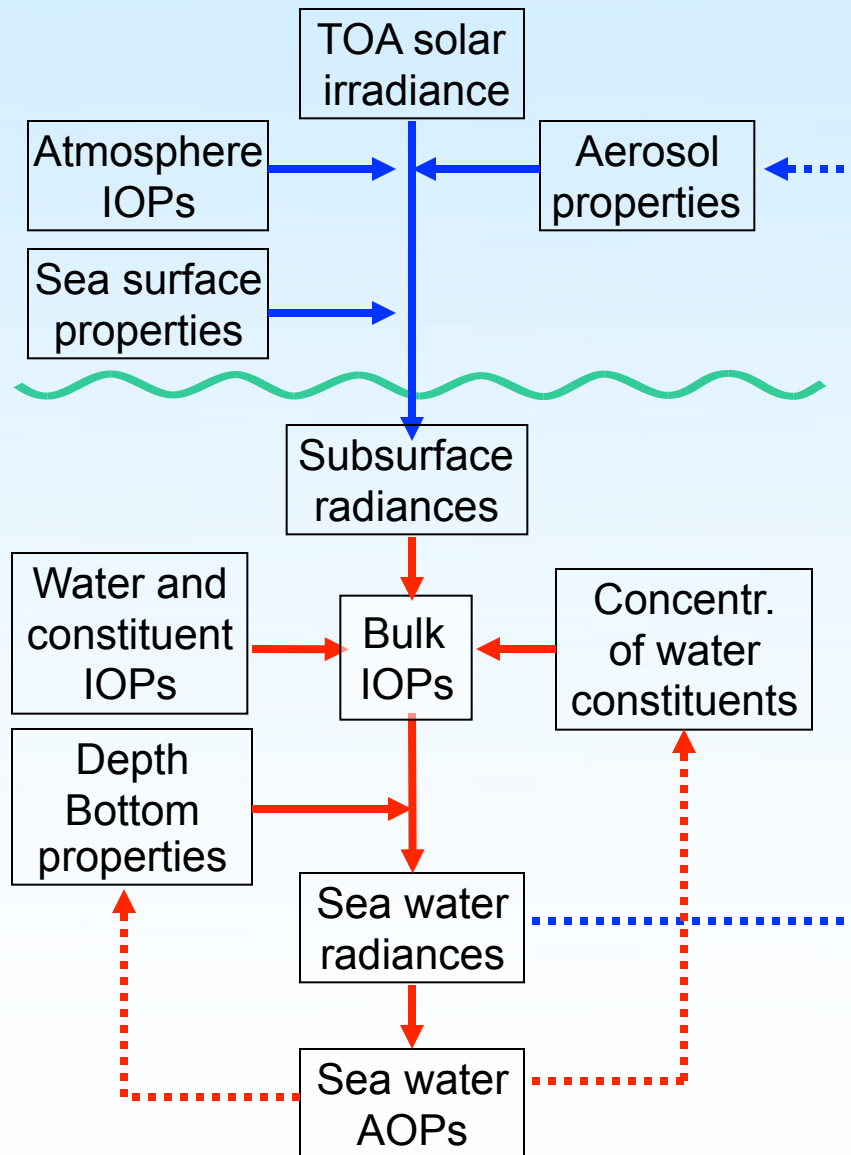 TOA solar
irradiance
Atmosphere
IOPs
Aerosol
properties
Sea surface
properties
Subsurface
radiances
Water and
constituent
IOPs
Bulk
IOPs
Concentr.
of water
constituents
Depth
Bottom
properties
Sea water
radiances
Sea water
AOPs